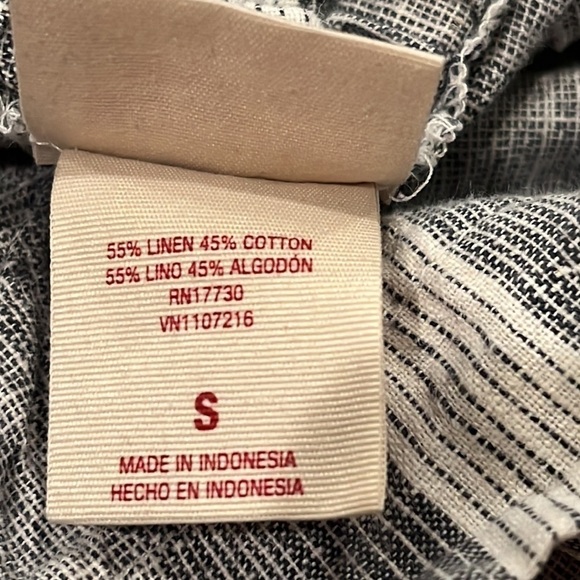 55% LINEN 45% COTTON
55% LINO 45% ALGODÓN
RN17730
VN1107216
S
MADE IN INDONESIA
HECHO EN INDONESIA